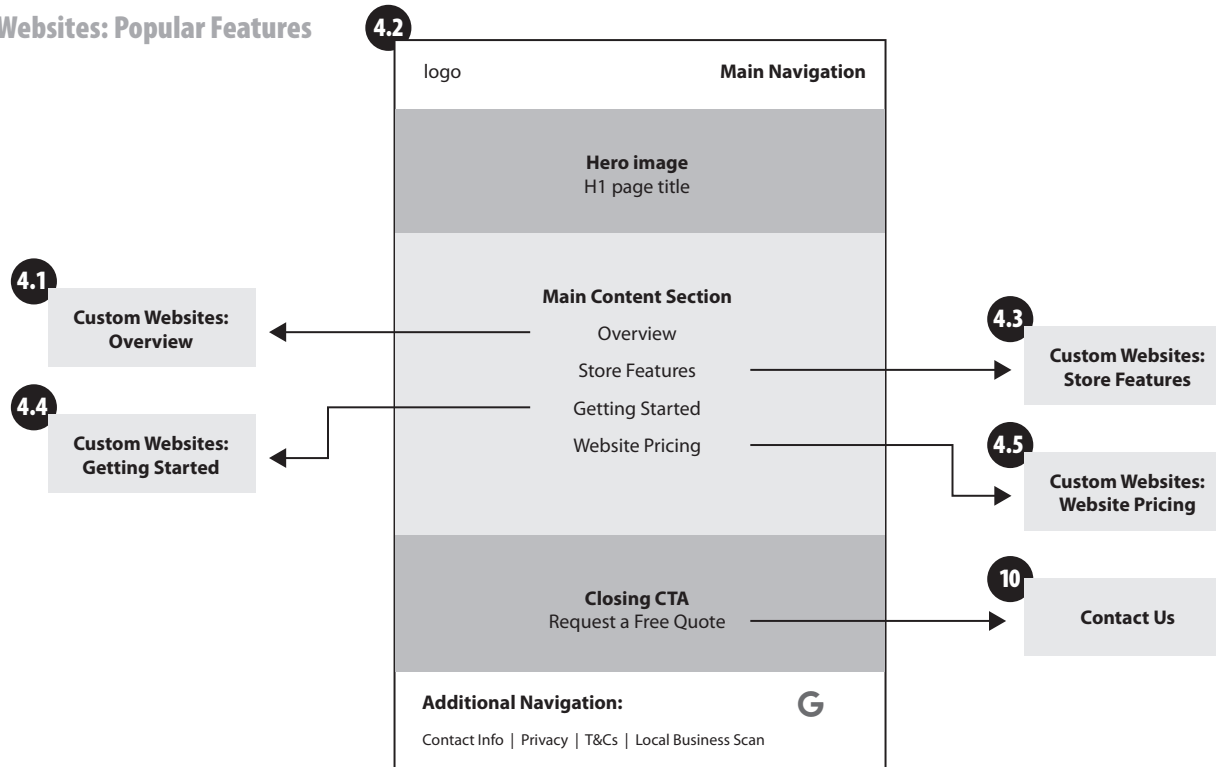 Websites: Popular Features
4.2
logo
Main Navigation
Hero image
H1 page title
4.1
Custom Websites:
Overview
4.4
Custom Websites:
Getting Started
Main Content Section
Overview
Store Features
Getting Started
Website Pricing
4.3
Custom Websites:
Store Features
4.5
Custom Websites:
Website Pricing
Closing CTA
Request a Free Quote
10
Contact Us
Additional Navigation:
G
Contact Info | Privacy | T&Cs | Local Business Scan